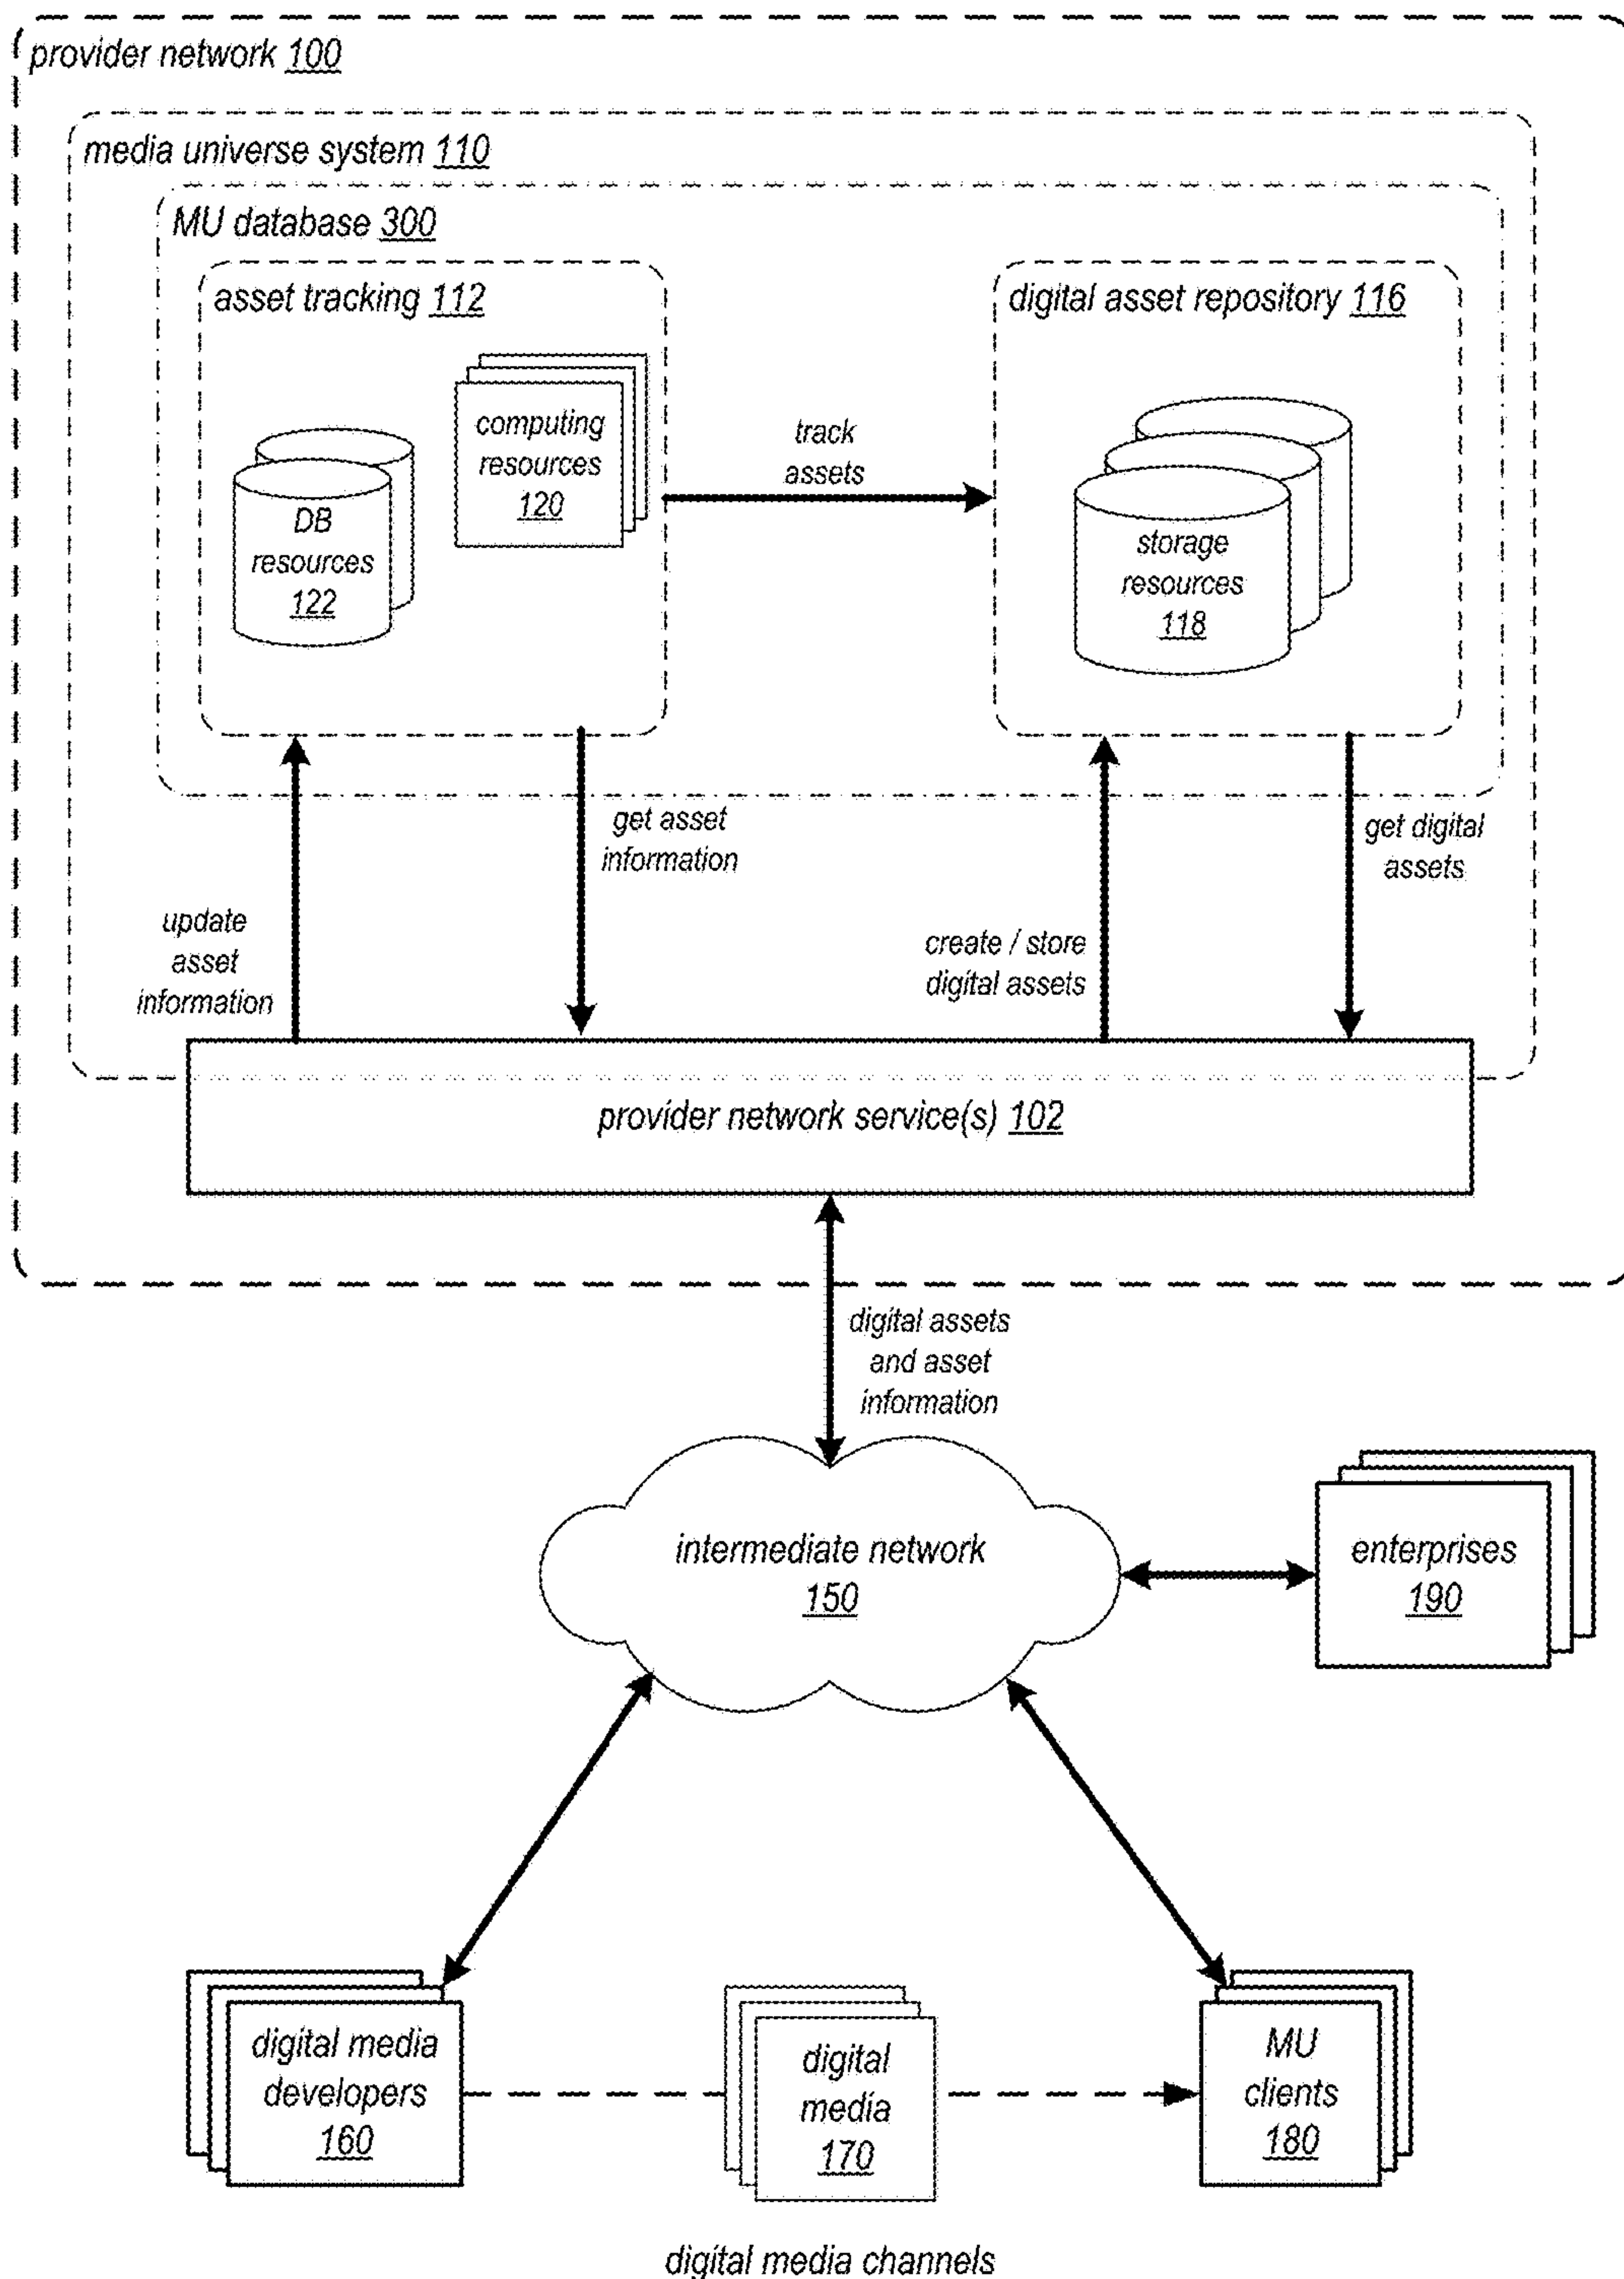 provider network 100
media universe system 110
MU database 300
asset tracking 112
digital asset repository 116
computing
resources
120
DB
resources
122
track
assets
storage
resources
118
get asset
information
get digital
assets
update
asset
information
create / store
digital assets
provider network service(s) 102
digital assets
and asset
information
intermediate network
150
enterprises
190
digital media
developers
160
digital
media
170
MU
clients
180
digital media channels